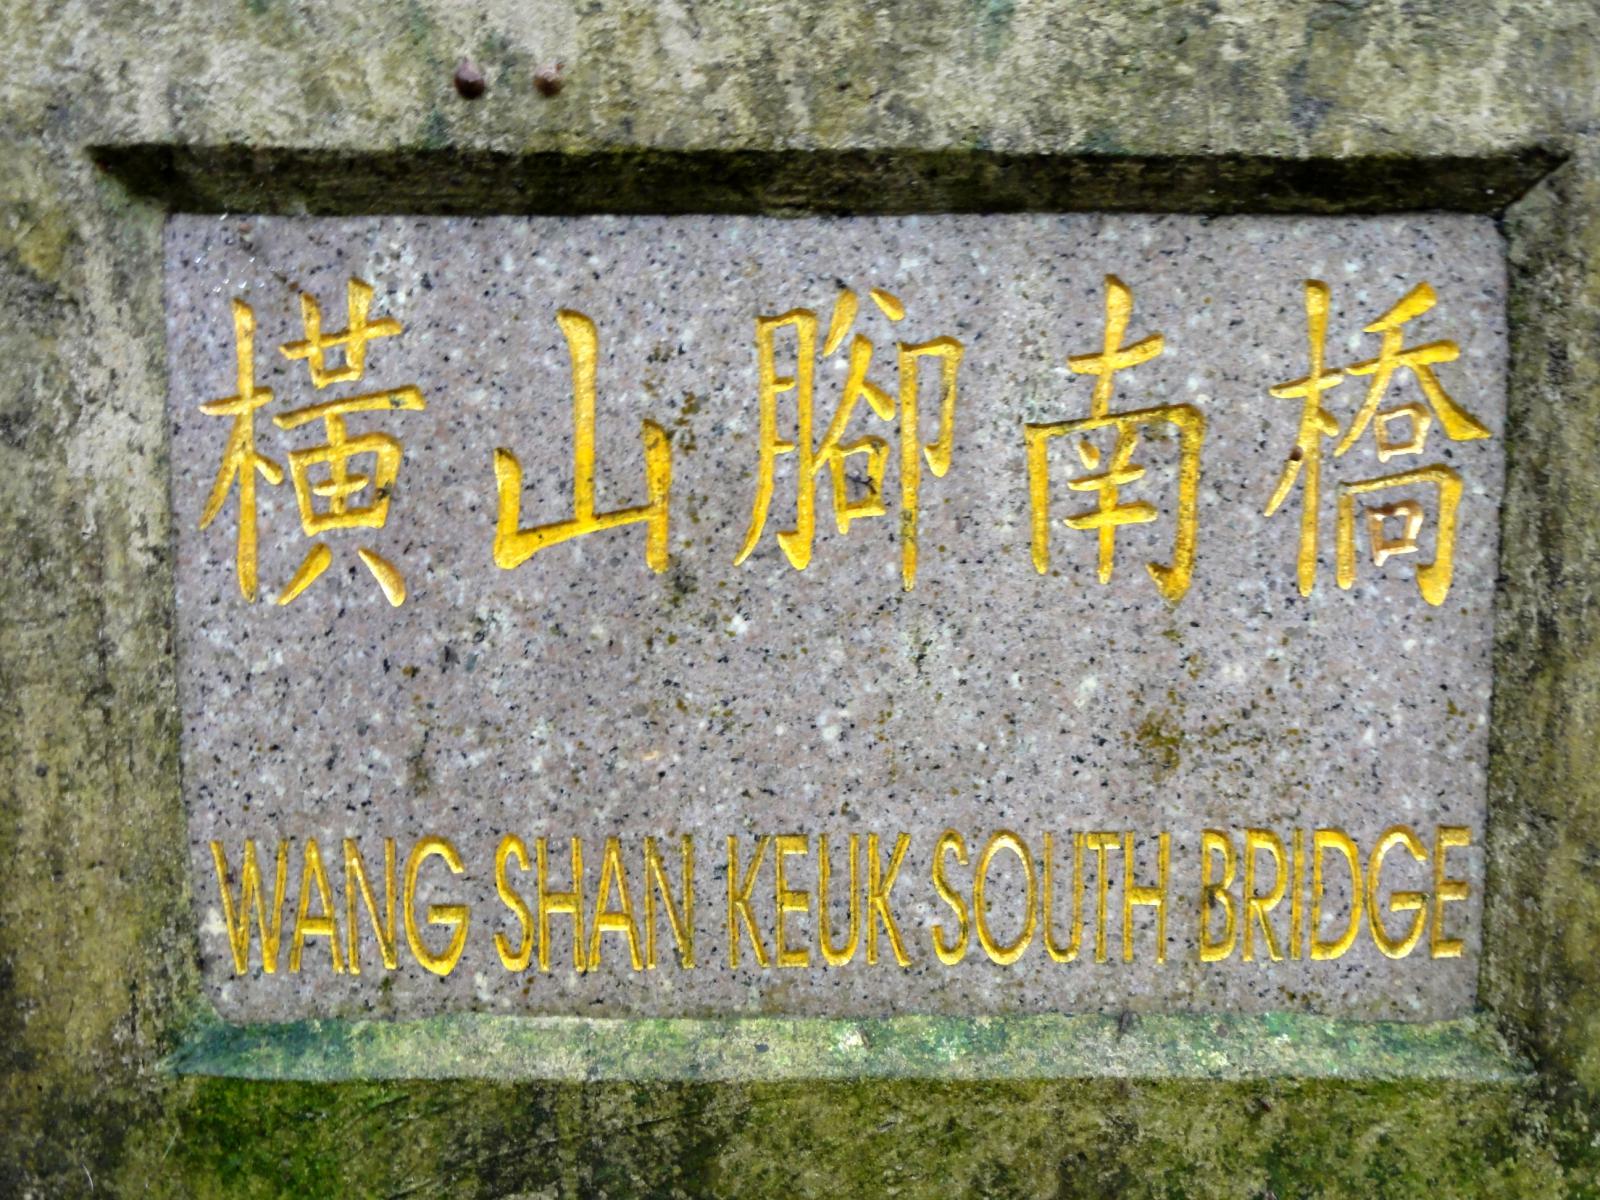 橫山腳南橋
WANG SHAN KEUK SOUTH BRIDGE